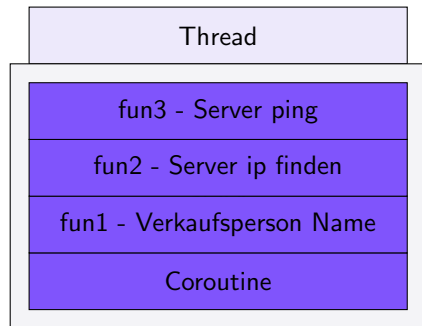 Thread
fun3 - Server ping
fun2 - Server ip finden
fun1 - Verkaufsperson Name
Coroutine